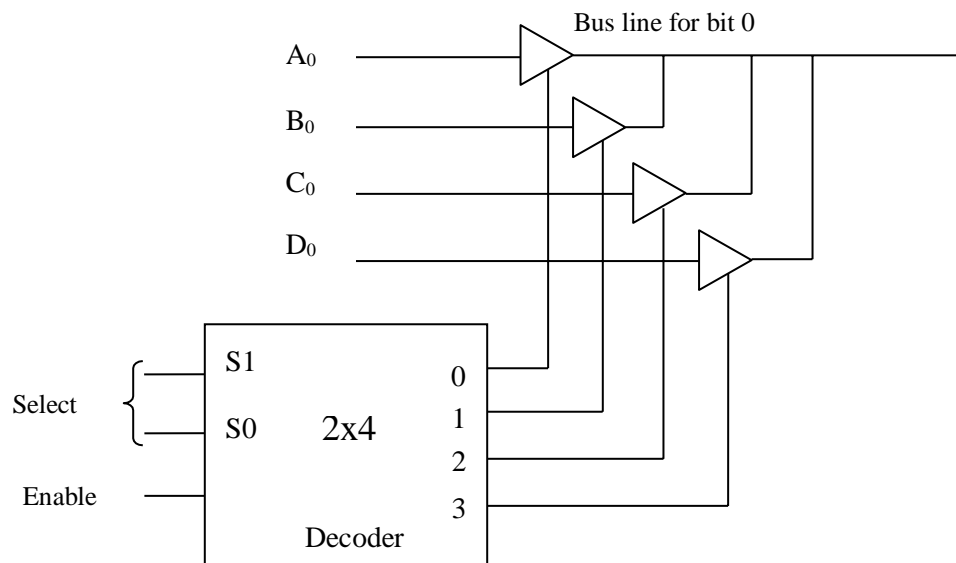 Bus line for bit 0
A₀
B₀
C₀
D₀
S1
0
Select
1
S0
2x4
2
Enable
3
Decoder